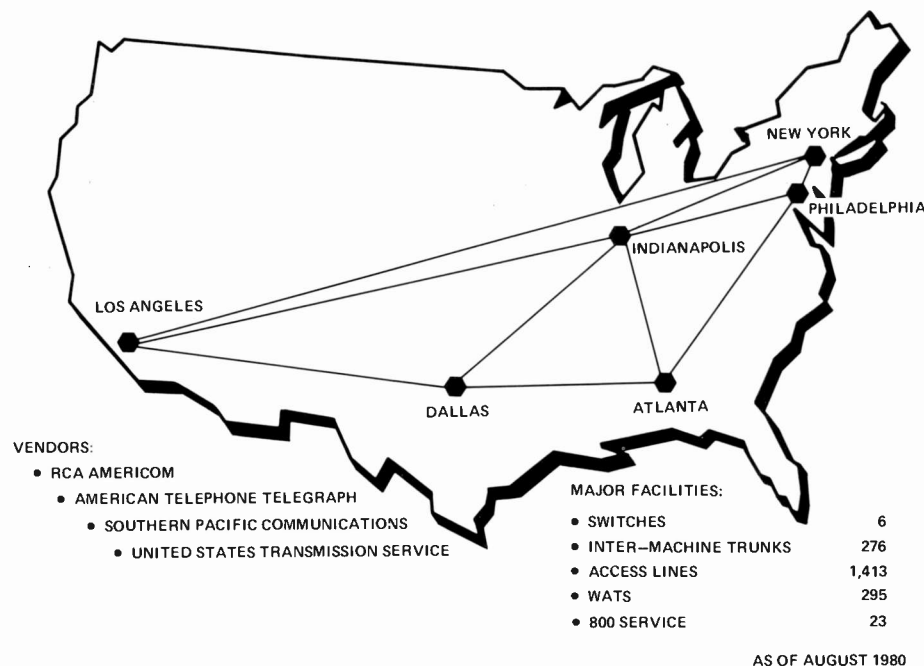 NEW YORK
PHILADELPHIA
INDIANAPOLIS
LOS ANGELES
DALLAS
ATLANTA
VENDORS:
• RCA AMERICOM
• AMERICAN TELEPHONE TELEGRAPH
• SOUTHERN PACIFIC COMMUNICATIONS
• UNITED STATES TRANSMISSION SERVICE
MAJOR FACILITIES:
• SWITCHES 6
• INTER–MACHINE TRUNKS 276
• ACCESS LINES 1,413
• WATS 295
• 800 SERVICE 23
AS OF AUGUST 1980